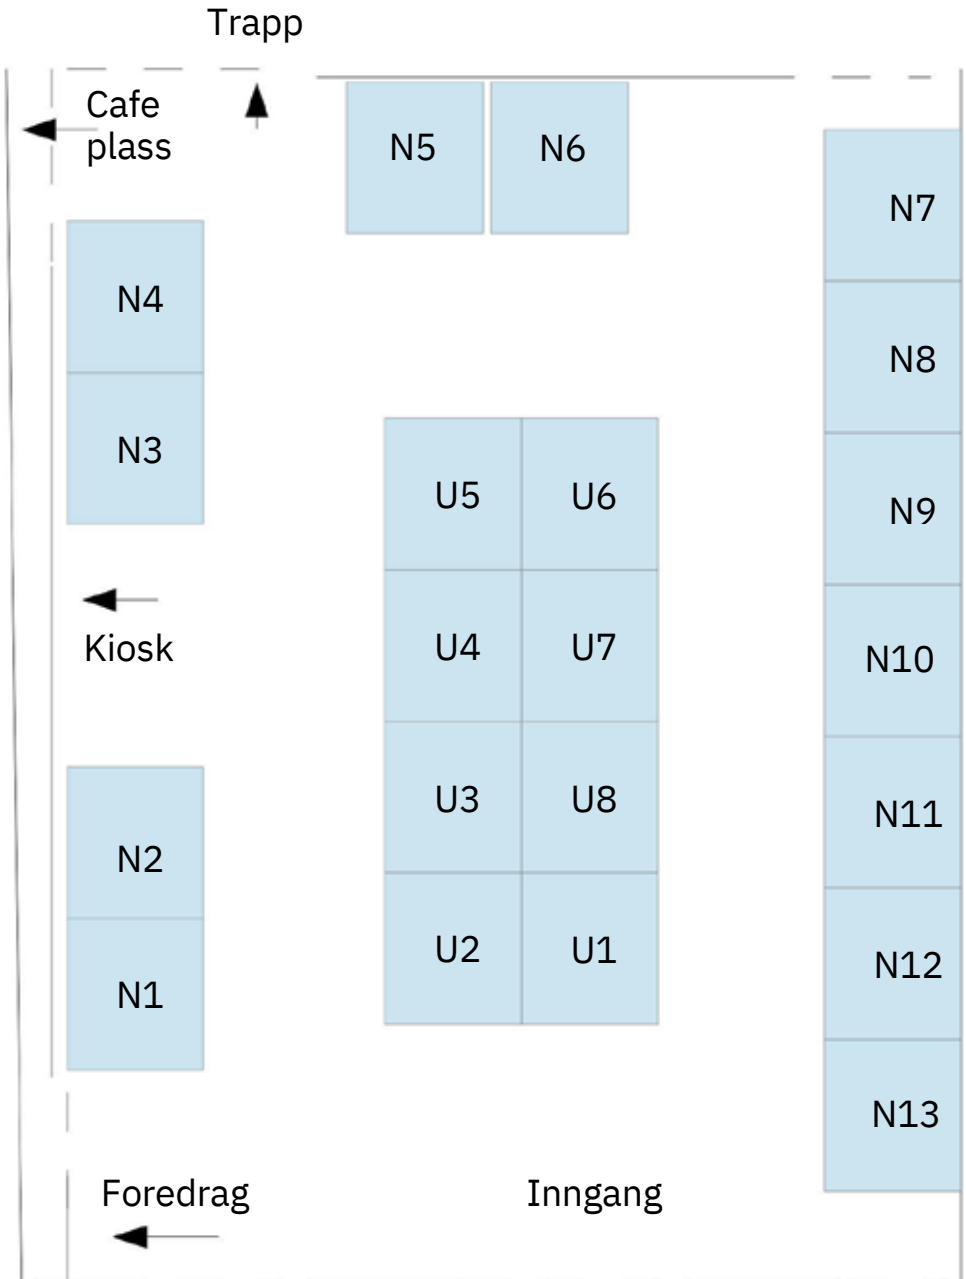 Trapp
Cafe
plass
N5
N6
N7
N4
N8
N3
U5
U6
N9
Kiosk
U4
U7
N10
U3
U8
N11
N2
U2
U1
N12
N1
N13
Foredrag
Inngang